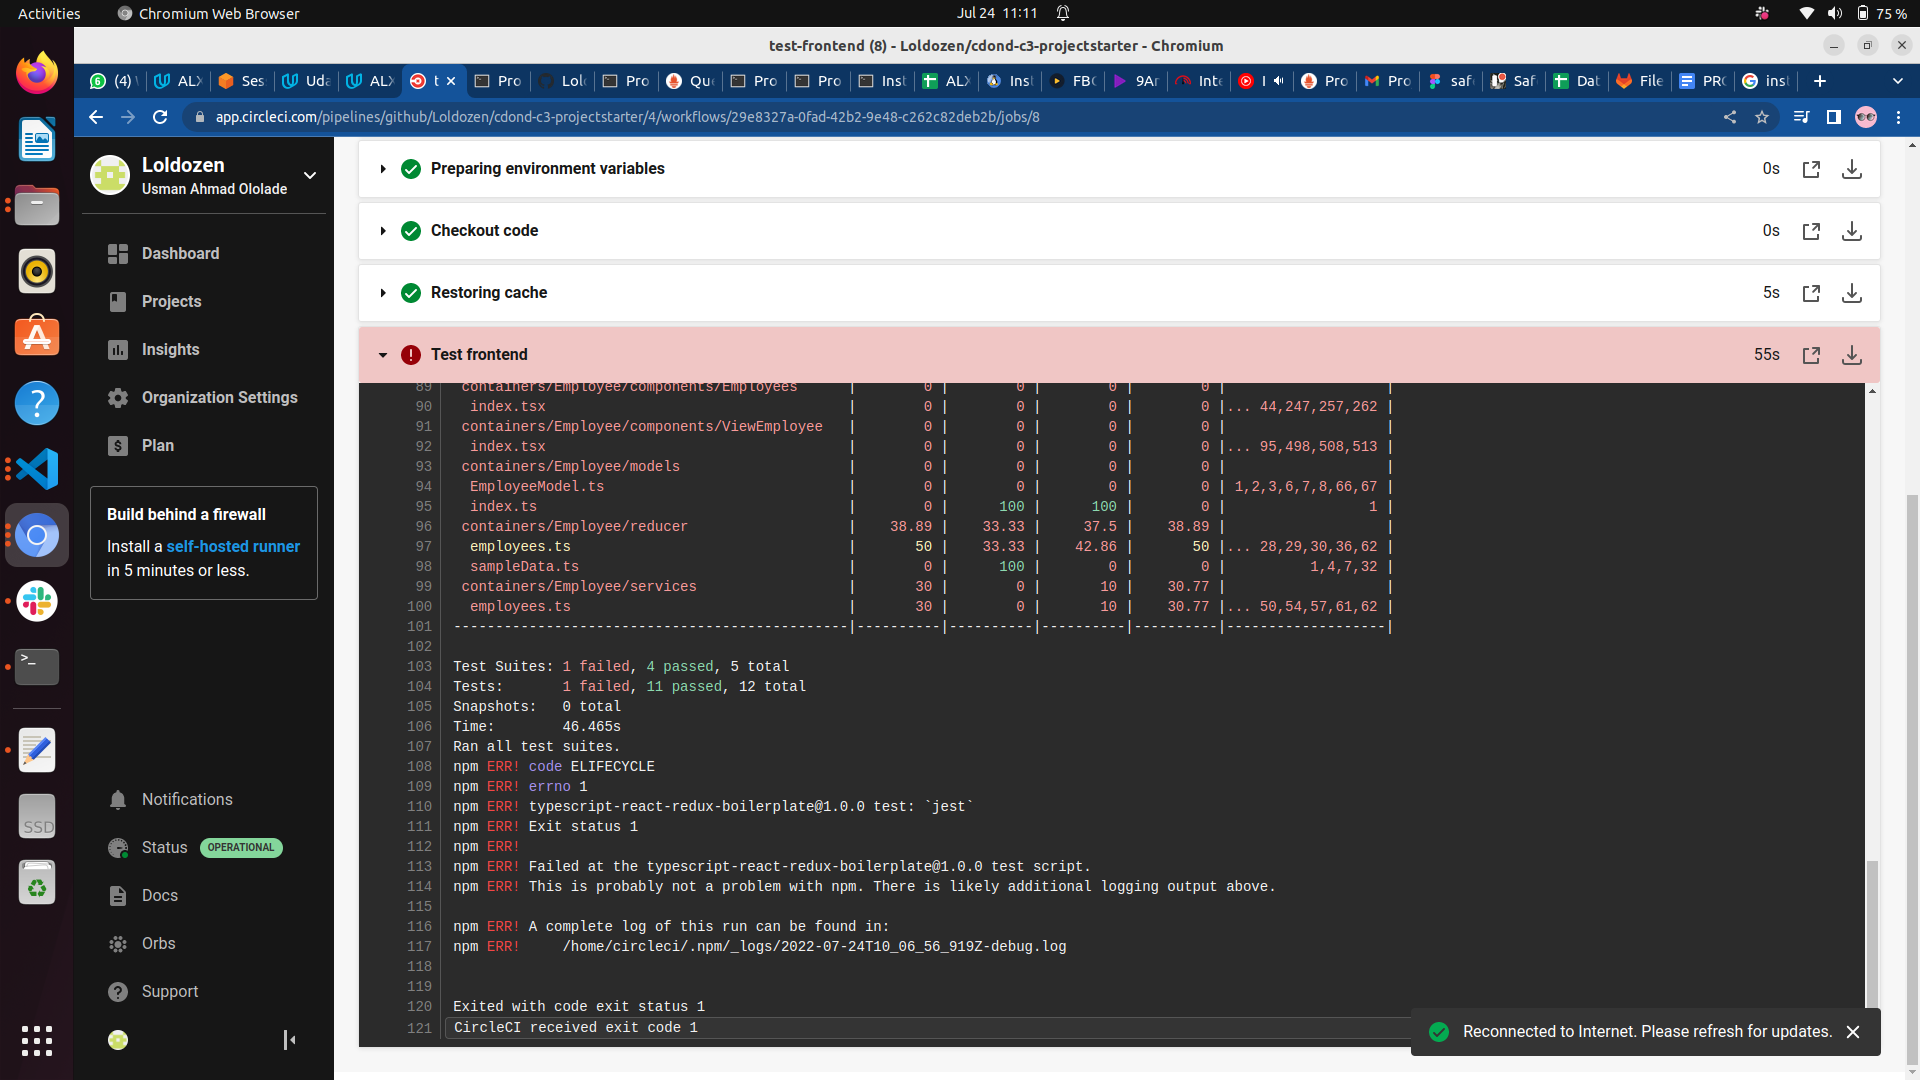 Activities
Chromium Web Browser
Jul 24 11:11
75 %
test-frontend (8) - Loldozen/cdond-c3-projectstarter - Chromium
(4)
ALX
Ses
Uda
ALX
t
Pro
Lol
Pro
Qu
Pro
Pro
Inst
ALX
Inst
FBC
9Ar
Inte
Pro
Pro
saf
Saf
Dat
File
PRO
inst
app.circleci.com/pipelines/github/Loldozen/cdond-c3-projectstarter/4/workflows/29e8327a-0fad-42b2-9e48-c262c82deb2b/jobs/8
Loldozen
Usman Ahmad Ololade
Dashboard
Projects
Insights
Organization Settings
Plan
Build behind a firewall
Install a self-hosted runner
in 5 minutes or less.
Notifications
Status OPERATIONAL
Docs
Orbs
Support
SSD
Preparing environment variables 0s
Checkout code 0s
Restoring cache 5s
Test frontend 55s
89 containers/Employee/components/Employees | 0 | 0 | 0 | 0 | |
90 index.tsx | 0 | 0 | 0 | 0 |... 44,247,257,262 |
91 containers/Employee/components/ViewEmployee | 0 | 0 | 0 | 0 | |
92 index.tsx | 0 | 0 | 0 | 0 |... 95,498,508,513 |
93 containers/Employee/models | 0 | 0 | 0 | 0 | |
94 EmployeeModel.ts | 0 | 0 | 0 | 0 | 1,2,3,6,7,8,66,67 |
95 index.ts | 0 | 100 | 100 | 0 | 1 |
96 containers/Employee/reducer | 38.89 | 33.33 | 37.5 | 38.89 | |
97 employees.ts | 50 | 33.33 | 42.86 | 50 |... 28,29,30,36,62 |
98 sampleData.ts | 0 | 100 | 0 | 0 | 1,4,7,32 |
99 containers/Employee/services | 30 | 0 | 10 | 30.77 | |
100 employees.ts | 30 | 0 | 10 | 30.77 |... 50,54,57,61,62 |
101 -----------------------------------------------|----------|----------|----------|----------|-------------------|
102
103 Test Suites: 1 failed, 4 passed, 5 total
104 Tests: 1 failed, 11 passed, 12 total
105 Snapshots: 0 total
106 Time: 46.465s
107 Ran all test suites.
108 npm ERR! code ELIFECYCLE
109 npm ERR! errno 1
110 npm ERR! typescript-react-redux-boilerplate@1.0.0 test: `jest`
111 npm ERR! Exit status 1
112 npm ERR!
113 npm ERR! Failed at the typescript-react-redux-boilerplate@1.0.0 test script.
114 npm ERR! This is probably not a problem with npm. There is likely additional logging output above.
115
116 npm ERR! A complete log of this run can be found in:
117 npm ERR! /home/circleci/.npm/_logs/2022-07-24T10_06_56_919Z-debug.log
118
119
120 Exited with code exit status 1
121 CircleCI received exit code 1
Reconnected to Internet. Please refresh for updates.